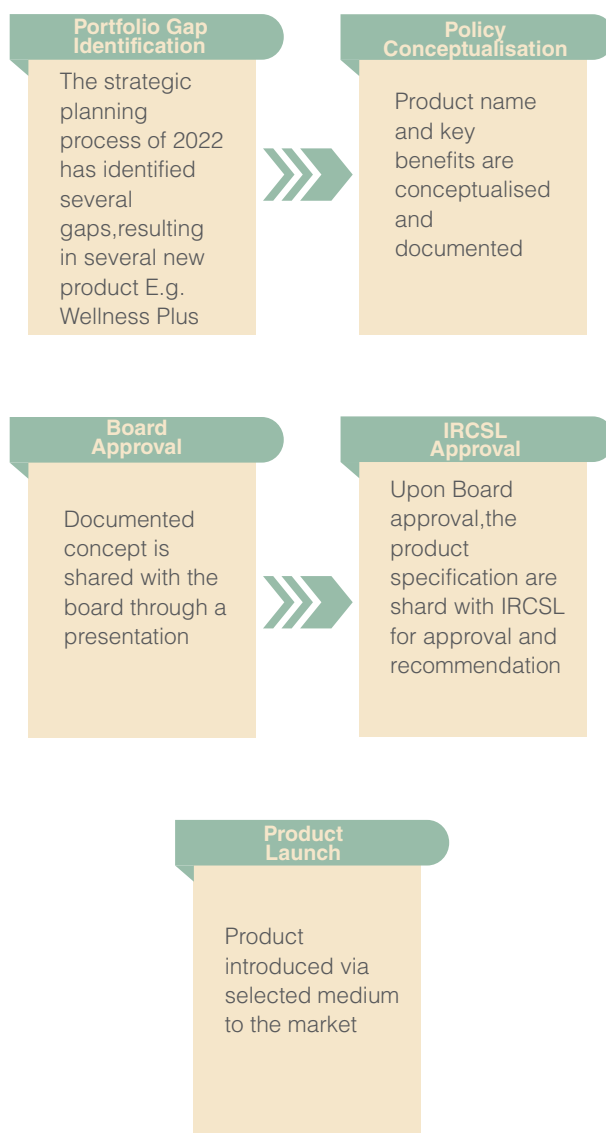 Portfolio Gap
Identification
The strategic
planning
process of 2022
has identified
several
gaps,resulting
in several new
product E.g.
Wellness Plus
Policy
Conceptualisation
Product name
and key
benefits are
conceptualised
and
documented
Board
Approval
Documented
concept is
shared with the
board through a
presentation
IRCSL
Approval
Upon Board
approval,the
product
specification are
shard with IRCSL
for approval and
recommendation
Product
Launch
Product
introduced via
selected medium
to the market